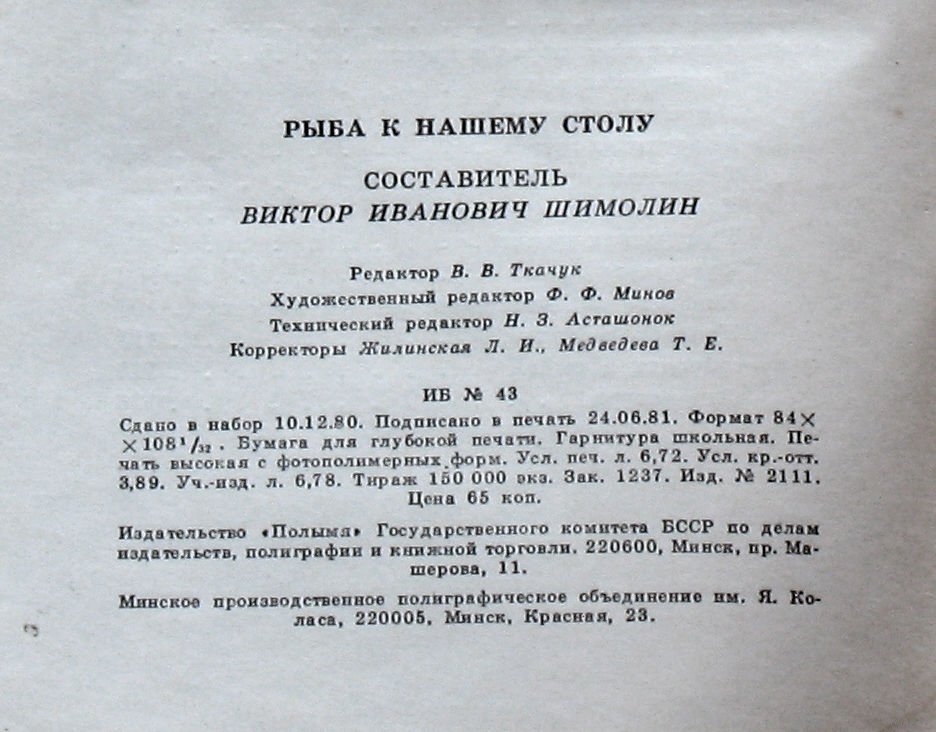 РЫБА К НАШЕМУ СТОЛУ
СОСТАВИТЕЛЬ
ВИКТОР ИВАНОВИЧ ШИМОЛИН
Редактор В. В. Ткачук
Художественный редактор Ф. Ф. Минов
Технический редактор Н. З. Асташонок
Корректоры Жилинская Л. И., Медведева Т. Е.
ИБ № 43
Сдано в набор 10.12.80. Подписано в печать 24.06.81. Формат 84×
×108¹/₃₂. Бумага для глубокой печати. Гарнитура школьная. Пе-
чать высокая с фотополимерных форм. Усл. печ. л. 6,72. Усл. кр.-отт.
3,89. Уч.-изд. л. 6,78. Тираж 150 000 экз. Зак. 1237. Изд. № 2111.
Цена 65 коп.
Издательство «Полымя» Государственного комитета БССР по делам
издательств, полиграфии и книжной торговли. 220600, Минск, пр. Ма-
шерова, 11.
Минское производственное полиграфическое объединение им. Я. Ко-
ласа, 220005, Минск, Красная, 23.